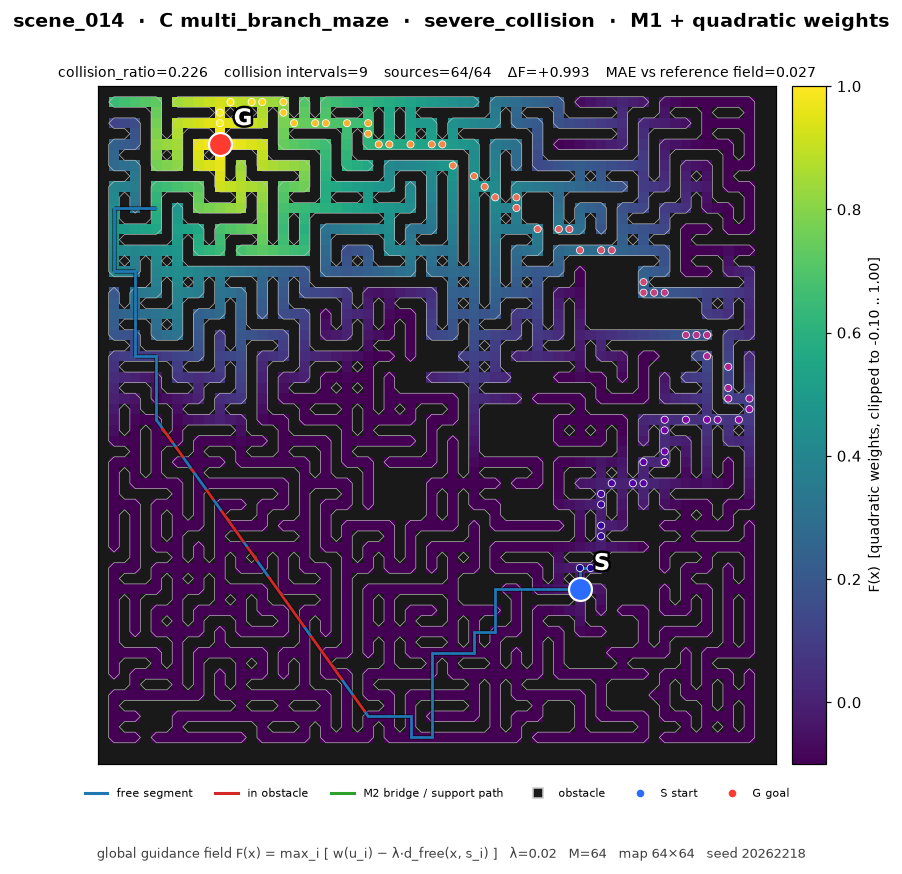 scene_014 · C multi_branch_maze · severe_collision · M1 + quadratic weights
collision_ratio=0.226 collision intervals=9 sources=64/64 ΔF=+0.993 MAE vs reference field=0.027
G
S
1.0
0.8
0.6
0.4
0.2
0.0
F(x) [quadratic weights, clipped to -0.10 .. 1.00]
free segment
in obstacle
M2 bridge / support path
obstacle
S start
G goal
global guidance field F(x) = max_i [ w(u_i) − λ·d_free(x, s_i) ] λ=0.02 M=64 map 64×64 seed 20262218